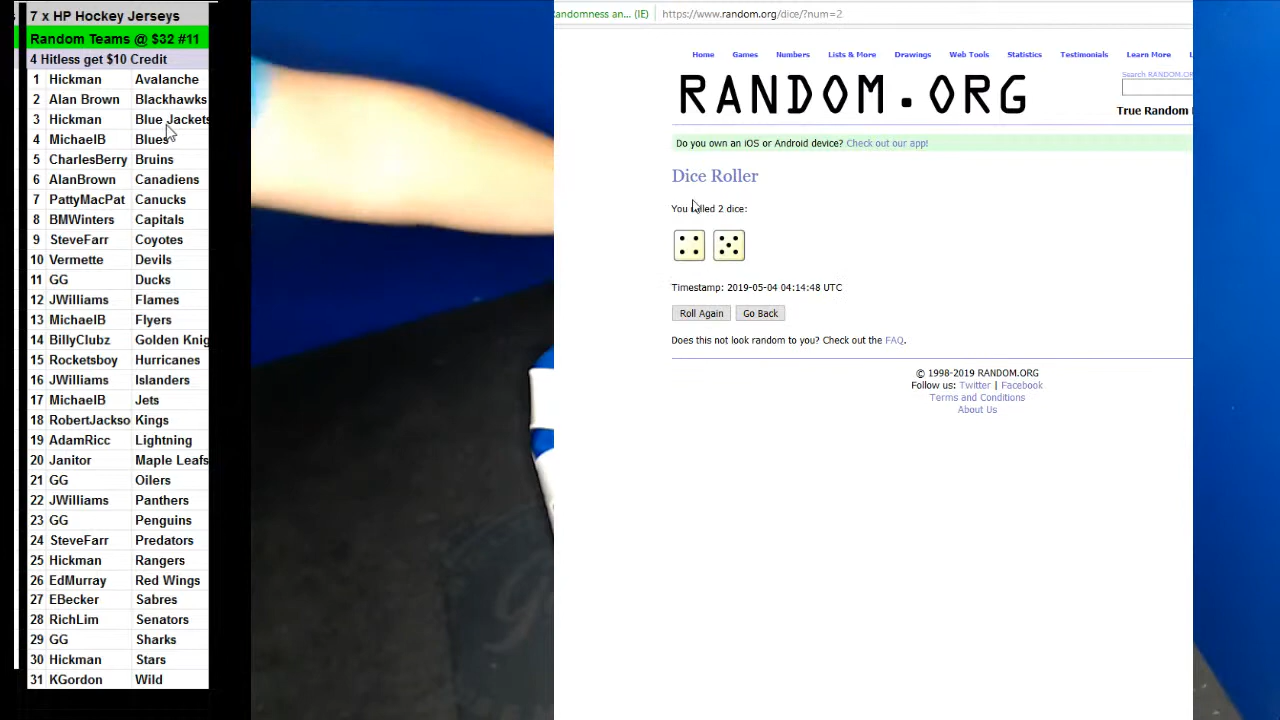 7 x HP Hockey Jerseys
Random Teams @ $32 #11
4 Hitless get $10 Credit
1 Hickman Avalanche
2 Alan Brown Blackhawks
3 Hickman Blue Jackets
4 MichaelB Blues
5 CharlesBerry Bruins
6 AlanBrown Canadiens
7 PattyMacPat Canucks
8 BMWinters Capitals
9 SteveFarr Coyotes
10 Vermette Devils
11 GG Ducks
12 JWilliams Flames
13 MichaelB Flyers
14 BillyClubz Golden Knig
15 Rocketsboy Hurricanes
16 JWilliams Islanders
17 MichaelB Jets
18 RobertJackso Kings
19 AdamRicc Lightning
20 Janitor Maple Leafs
21 GG Oilers
22 JWilliams Panthers
23 GG Penguins
24 SteveFarr Predators
25 Hickman Rangers
26 EdMurray Red Wings
27 EBecker Sabres
28 RichLim Senators
29 GG Sharks
30 Hickman Stars
31 KGordon Wild
Randomness an... (IE) https://www.random.org/dice/?num=2
Home Games Numbers Lists & More Drawings Web Tools Statistics Testimonials Learn More L
Search RANDOM.OR
RANDOM.ORG
True Random
Do you own an iOS or Android device? Check out our app!
Dice Roller
You rolled 2 dice:
Timestamp: 2019-05-04 04:14:48 UTC
Roll Again Go Back
Does this not look random to you? Check out the FAQ.
© 1998-2019 RANDOM.ORG
Follow us: Twitter | Facebook
Terms and Conditions
About Us